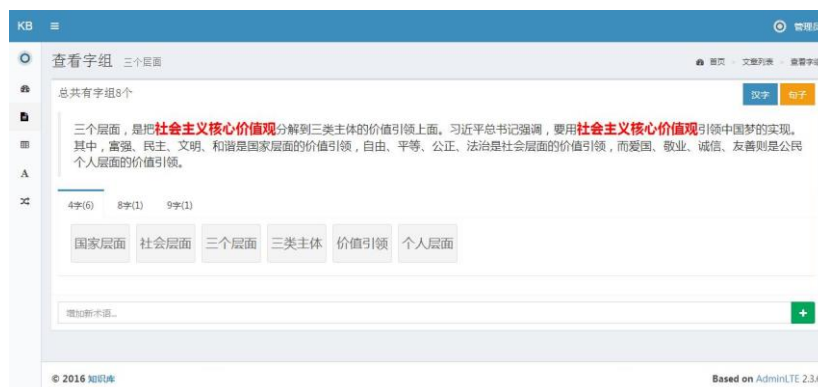 KB
管理员
查看字组 三个层面
首页 文章列表 查看字组
总共有字组8个
汉字 句子
三个层面，是把社会主义核心价值观分解到三类主体的价值引领上面。习近平总书记强调，要用社会主义核心价值观引领中国梦的实现。
其中，富强、民主、文明、和谐是国家层面的价值引领，自由、平等、公正、法治是社会层面的价值引领，而爱国、敬业、诚信、友善则是公民
个人层面的价值引领。
4字(6) 8字(1) 9字(1)
国家层面 社会层面 三个层面 三类主体 价值引领 个人层面
增加新术语...
© 2016 知识库
Based on AdminLTE 2.3.